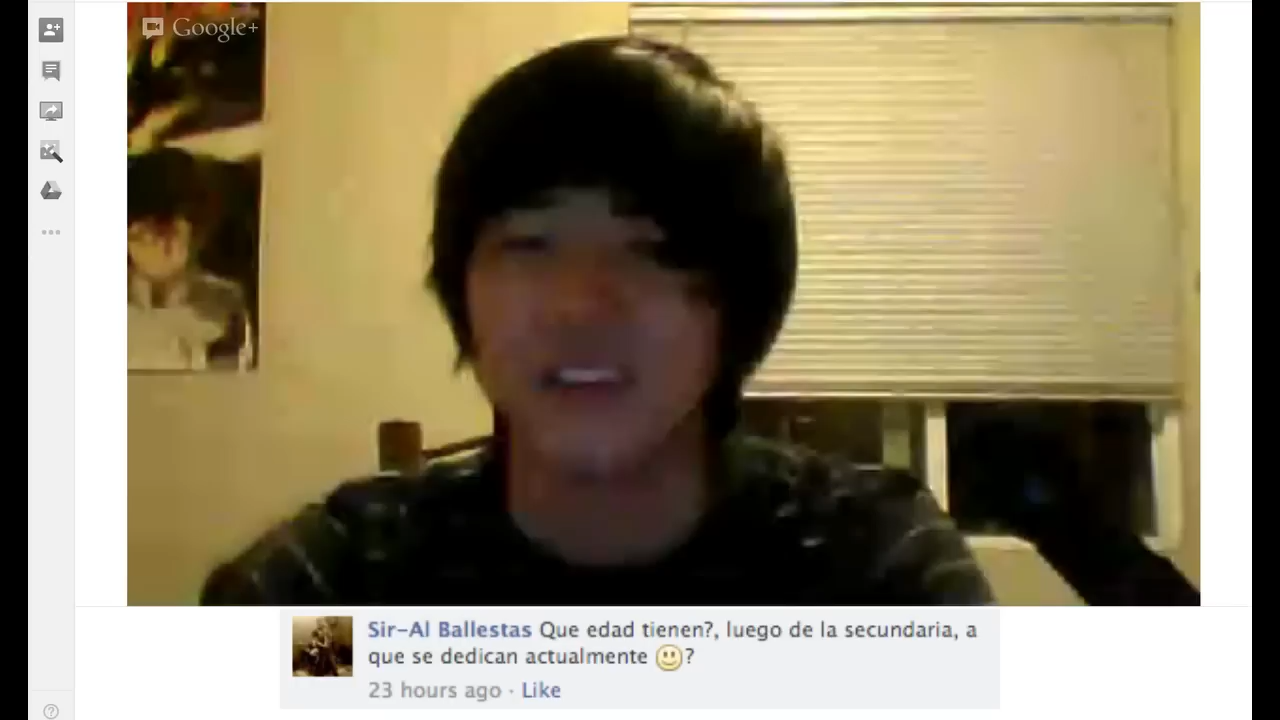 Google+
Sir-Al Ballestas Que edad tienen?, luego de la secundaria, a
que se dedican actualmente 🙂?
23 hours ago · Like